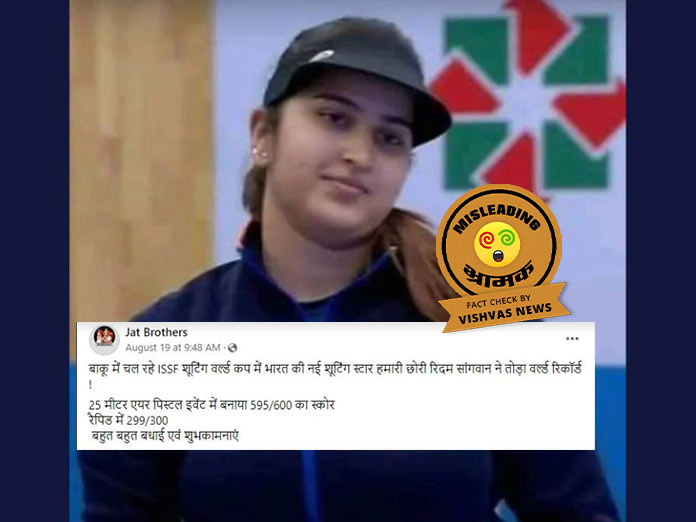 MISLEADING
भ्रामक
FACT CHECK BY
VISHVAS NEWS
Jat Brothers
August 19 at 9:48 AM ·
बाकू में चल रहे ISSF शूटिंग वर्ल्ड कप में भारत की नई शूटिंग स्टार हमारी छोरी रिदम सांगवान ने तोड़ा वर्ल्ड रिकॉर्ड
!
25 मीटर एयर पिस्टल इवेंट में बनाया 595/600 का स्कोर
रैपिड में 299/300
बहुत बहुत बधाई एवं शुभकामनाएं